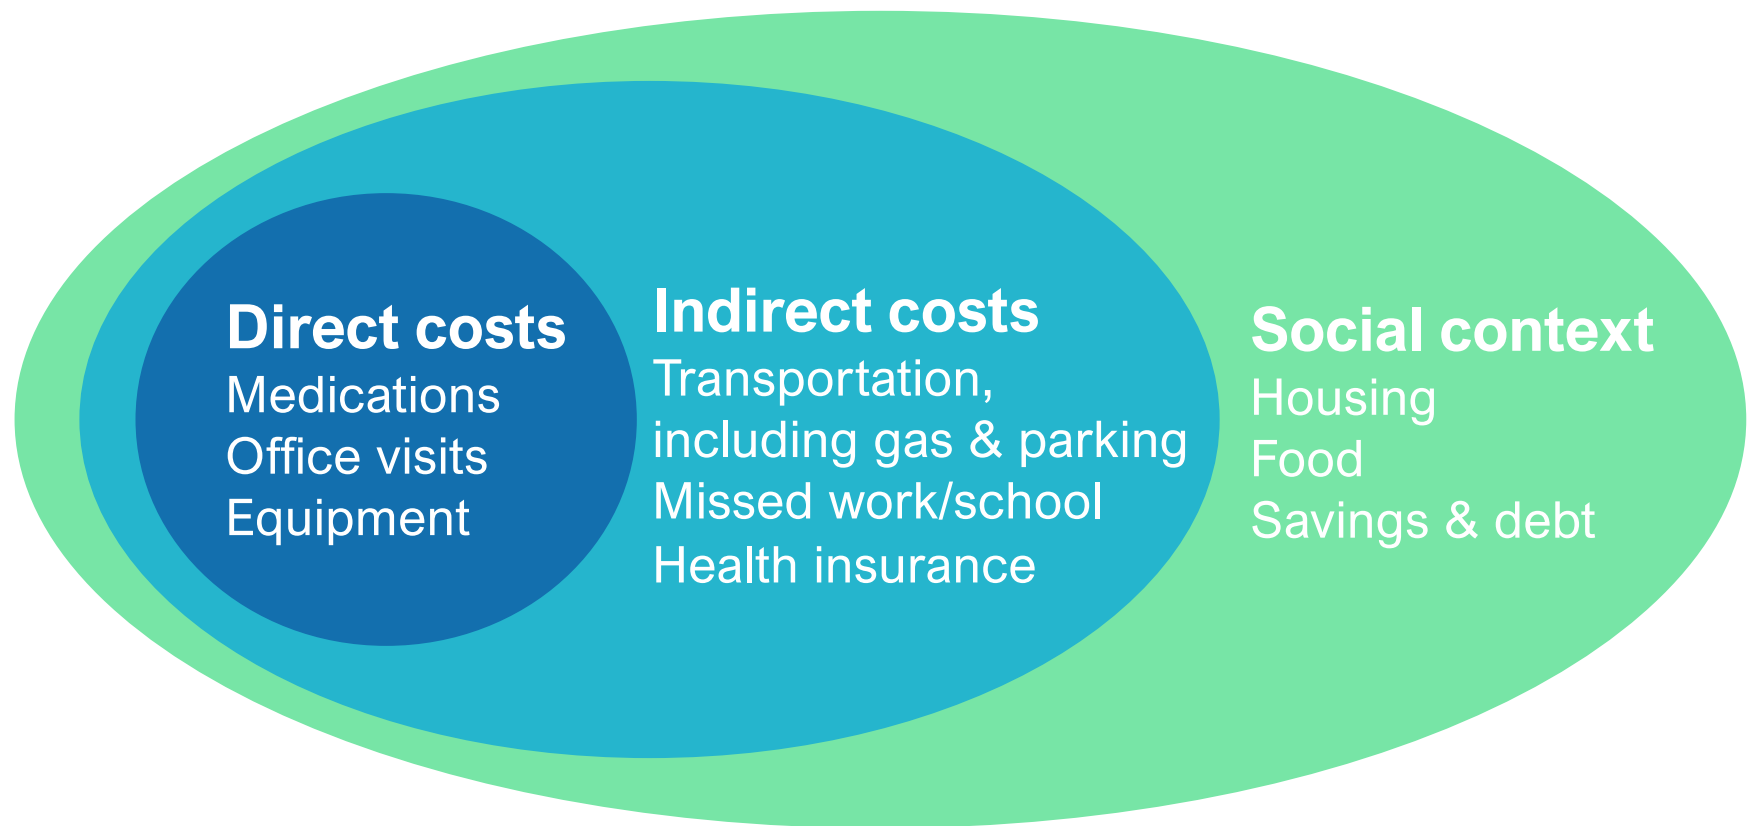 Direct costs
Medications
Office visits
Equipment
Indirect costs
Transportation,
including gas & parking
Missed work/school
Health insurance
Social context
Housing
Food
Savings & debt